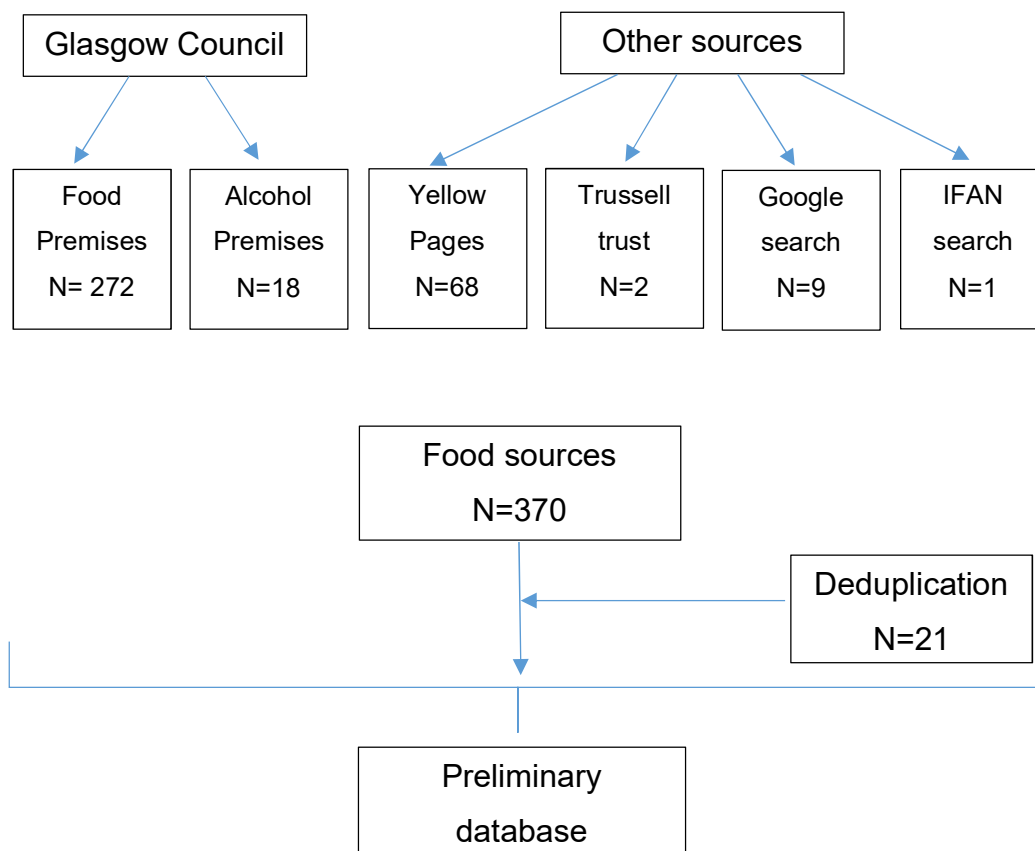 Glasgow Council
Other sources
Food
Premises
N= 272
Alcohol
Premises
N=18
Yellow
Pages
N=68
Trussell
trust
N=2
Google
search
N=9
IFAN
search
N=1
Food sources
N=370
Deduplication
N=21
Preliminary
database